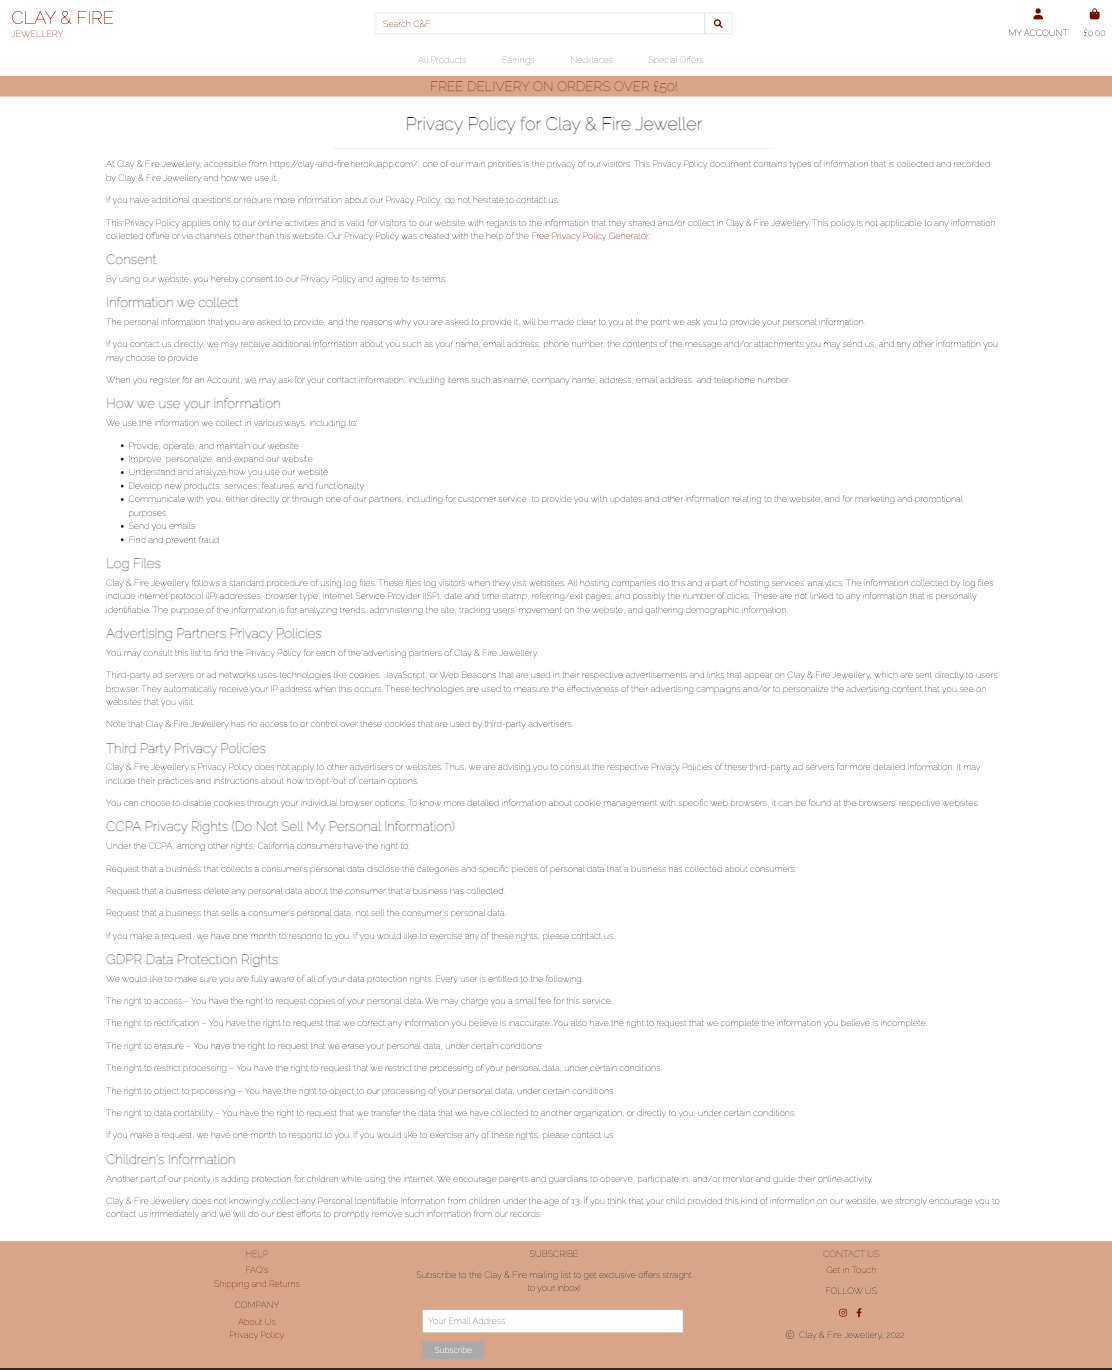 CLAY & FIRE
JEWELLERY
Search C&F
MY ACCOUNT
£0.00
All Products
Earrings
Necklaces
Special Offers
FREE DELIVERY ON ORDERS OVER £50!
Privacy Policy for Clay & Fire Jeweller
At Clay & Fire Jewellery, accessible from https://clay-and-fire.herokuapp.com/, one of our main priorities is the privacy of our visitors. This Privacy Policy document contains types of information that is collected and recorded
by Clay & Fire Jewellery and how we use it.
If you have additional questions or require more information about our Privacy Policy, do not hesitate to contact us.
This Privacy Policy applies only to our online activities and is valid for visitors to our website with regards to the information that they shared and/or collect in Clay & Fire Jewellery. This policy is not applicable to any information
collected offline or via channels other than this website. Our Privacy Policy was created with the help of the Free Privacy Policy Generator.
Consent
By using our website, you hereby consent to our Privacy Policy and agree to its terms.
Information we collect
The personal information that you are asked to provide, and the reasons why you are asked to provide it, will be made clear to you at the point we ask you to provide your personal information.
If you contact us directly, we may receive additional information about you such as your name, email address, phone number, the contents of the message and/or attachments you may send us, and any other information you
may choose to provide.
When you register for an Account, we may ask for your contact information, including items such as name, company name, address, email address, and telephone number.
How we use your information
We use the information we collect in various ways, including to:
• Provide, operate, and maintain our website
• Improve, personalize, and expand our website
• Understand and analyze how you use our website
• Develop new products, services, features, and functionality
• Communicate with you, either directly or through one of our partners, including for customer service, to provide you with updates and other information relating to the website, and for marketing and promotional
purposes
• Send you emails
• Find and prevent fraud
Log Files
Clay & Fire Jewellery follows a standard procedure of using log files. These files log visitors when they visit websites. All hosting companies do this and a part of hosting services' analytics. The information collected by log files
include internet protocol (IP) addresses, browser type, Internet Service Provider (ISP), date and time stamp, referring/exit pages, and possibly the number of clicks. These are not linked to any information that is personally
identifiable. The purpose of the information is for analyzing trends, administering the site, tracking users' movement on the website, and gathering demographic information.
Advertising Partners Privacy Policies
You may consult this list to find the Privacy Policy for each of the advertising partners of Clay & Fire Jewellery.
Third-party ad servers or ad networks uses technologies like cookies, JavaScript, or Web Beacons that are used in their respective advertisements and links that appear on Clay & Fire Jewellery, which are sent directly to users'
browser. They automatically receive your IP address when this occurs. These technologies are used to measure the effectiveness of their advertising campaigns and/or to personalize the advertising content that you see on
websites that you visit.
Note that Clay & Fire Jewellery has no access to or control over these cookies that are used by third-party advertisers.
Third Party Privacy Policies
Clay & Fire Jewellery's Privacy Policy does not apply to other advertisers or websites. Thus, we are advising you to consult the respective Privacy Policies of these third-party ad servers for more detailed information. It may
include their practices and instructions about how to opt-out of certain options.
You can choose to disable cookies through your individual browser options. To know more detailed information about cookie management with specific web browsers, it can be found at the browsers' respective websites.
CCPA Privacy Rights (Do Not Sell My Personal Information)
Under the CCPA, among other rights, California consumers have the right to:
Request that a business that collects a consumer's personal data disclose the categories and specific pieces of personal data that a business has collected about consumers.
Request that a business delete any personal data about the consumer that a business has collected.
Request that a business that sells a consumer's personal data, not sell the consumer's personal data.
If you make a request, we have one month to respond to you. If you would like to exercise any of these rights, please contact us.
GDPR Data Protection Rights
We would like to make sure you are fully aware of all of your data protection rights. Every user is entitled to the following:
The right to access – You have the right to request copies of your personal data. We may charge you a small fee for this service.
The right to rectification – You have the right to request that we correct any information you believe is inaccurate. You also have the right to request that we complete the information you believe is incomplete.
The right to erasure – You have the right to request that we erase your personal data, under certain conditions.
The right to restrict processing – You have the right to request that we restrict the processing of your personal data, under certain conditions.
The right to object to processing – You have the right to object to our processing of your personal data, under certain conditions.
The right to data portability – You have the right to request that we transfer the data that we have collected to another organization, or directly to you, under certain conditions.
If you make a request, we have one month to respond to you. If you would like to exercise any of these rights, please contact us.
Children's Information
Another part of our priority is adding protection for children while using the internet. We encourage parents and guardians to observe, participate in, and/or monitor and guide their online activity.
Clay & Fire Jewellery does not knowingly collect any Personal Identifiable Information from children under the age of 13. If you think that your child provided this kind of information on our website, we strongly encourage you to
contact us immediately and we will do our best efforts to promptly remove such information from our records.
HELP
FAQ's
Shipping and Returns
COMPANY
About Us
Privacy Policy
SUBSCRIBE
Subscribe to the Clay & Fire mailing list to get exclusive offers straight
to your inbox!
Your Email Address
Subscribe
CONTACT US
Get in Touch
FOLLOW US
© Clay & Fire Jewellery, 2022